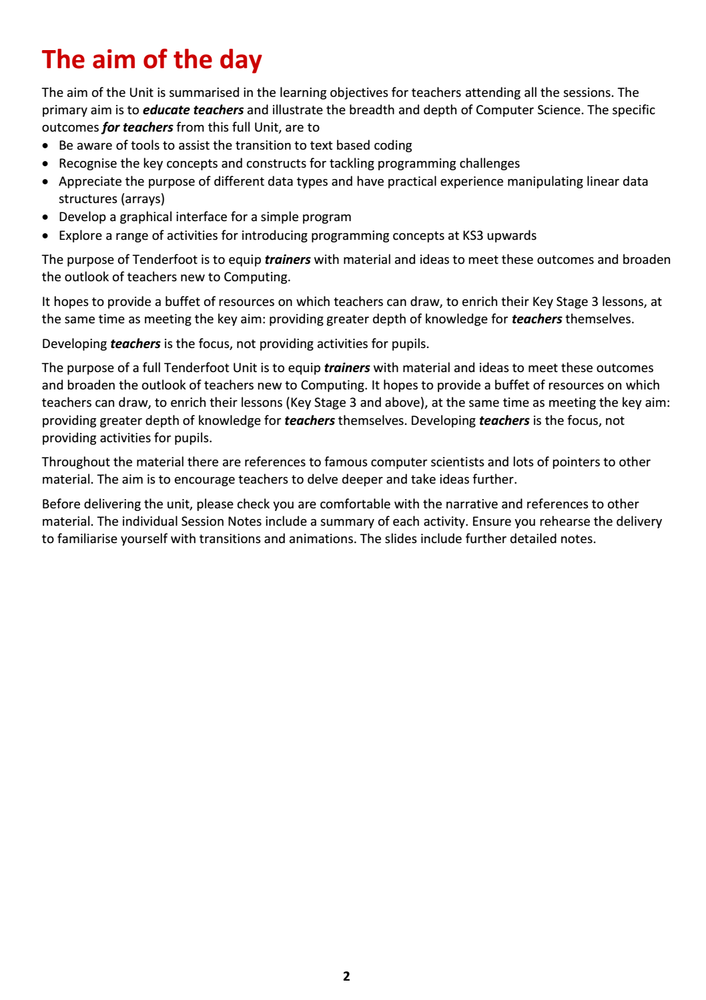 The aim of the day
The aim of the Unit is summarised in the learning objectives for teachers attending all the sessions. The
primary aim is to educate teachers and illustrate the breadth and depth of Computer Science. The specific
outcomes for teachers from this full Unit, are to
• Be aware of tools to assist the transition to text based coding
• Recognise the key concepts and constructs for tackling programming challenges
• Appreciate the purpose of different data types and have practical experience manipulating linear data
structures (arrays)
• Develop a graphical interface for a simple program
• Explore a range of activities for introducing programming concepts at KS3 upwards
The purpose of Tenderfoot is to equip trainers with material and ideas to meet these outcomes and broaden
the outlook of teachers new to Computing.
It hopes to provide a buffet of resources on which teachers can draw, to enrich their Key Stage 3 lessons, at
the same time as meeting the key aim: providing greater depth of knowledge for teachers themselves.
Developing teachers is the focus, not providing activities for pupils.
The purpose of a full Tenderfoot Unit is to equip trainers with material and ideas to meet these outcomes
and broaden the outlook of teachers new to Computing. It hopes to provide a buffet of resources on which
teachers can draw, to enrich their lessons (Key Stage 3 and above), at the same time as meeting the key aim:
providing greater depth of knowledge for teachers themselves. Developing teachers is the focus, not
providing activities for pupils.
Throughout the material there are references to famous computer scientists and lots of pointers to other
material. The aim is to encourage teachers to delve deeper and take ideas further.
Before delivering the unit, please check you are comfortable with the narrative and references to other
material. The individual Session Notes include a summary of each activity. Ensure you rehearse the delivery
to familiarise yourself with transitions and animations. The slides include further detailed notes.
2